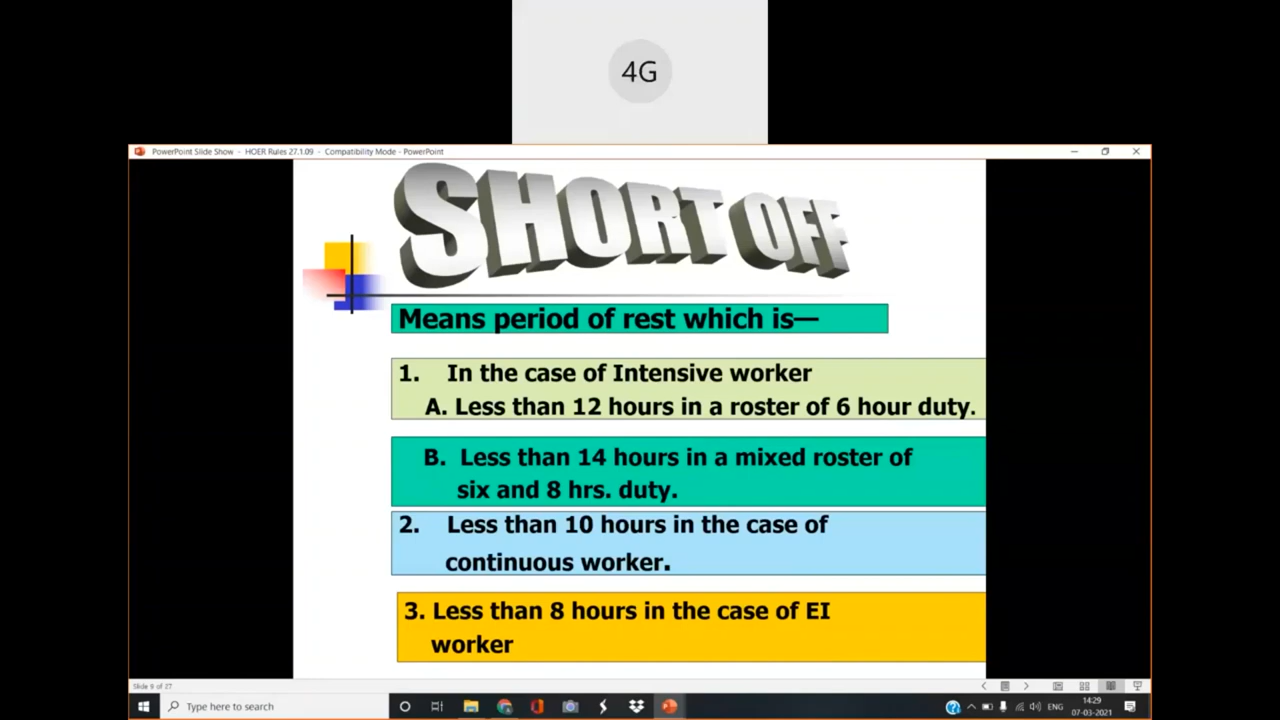 4G
PowerPoint Slide Show - HOER Rules 27.1.09 - Compatibility Mode - PowerPoint
SHORT OFF
Means period of rest which is—
1. In the case of Intensive worker
A. Less than 12 hours in a roster of 6 hour duty.
B. Less than 14 hours in a mixed roster of
six and 8 hrs. duty.
2. Less than 10 hours in the case of
continuous worker.
3. Less than 8 hours in the case of EI
worker
of 27
Type here to search
ENG
14:29
07-03-2021